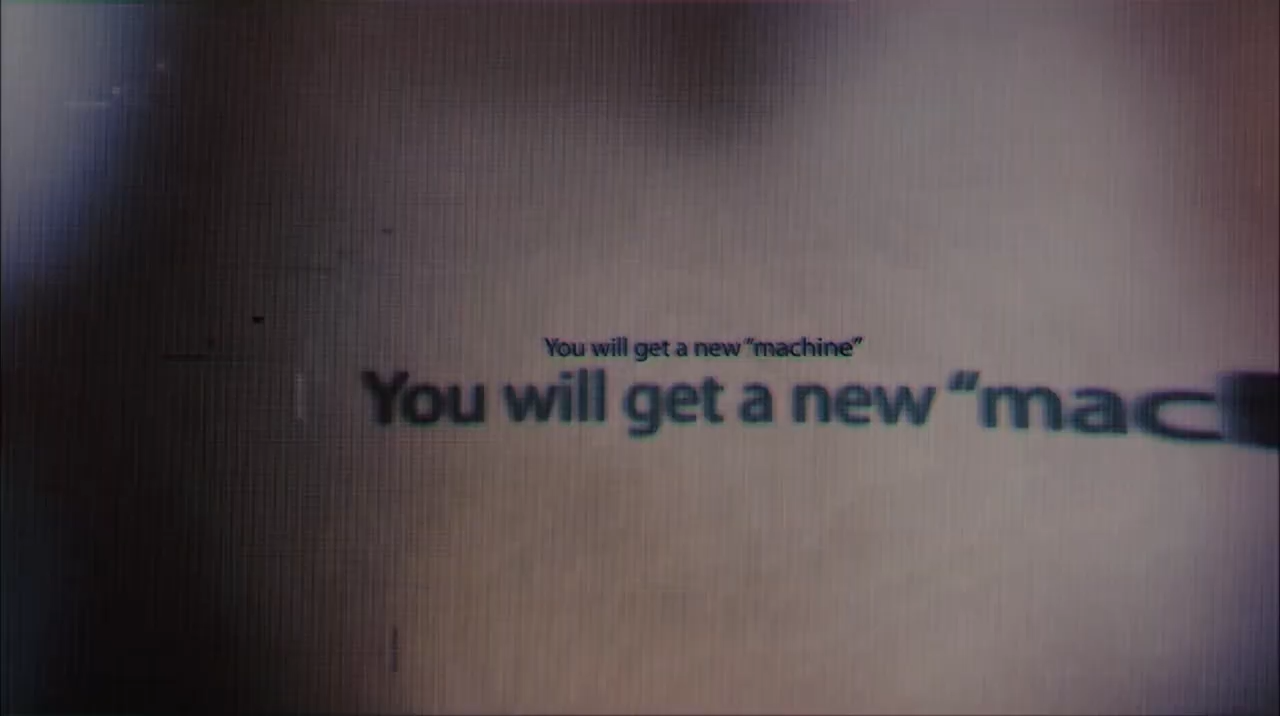 You will get a new “machine”
You will get a new “mac